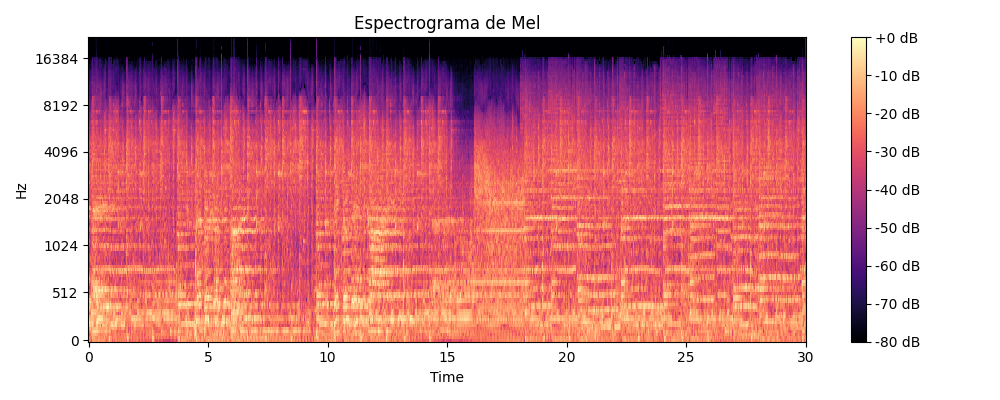 Espectrograma de Mel
Hz
16384
8192
4096
2048
1024
512
0
0 5 10 15 20 25 30
Time
+0 dB
-10 dB
-20 dB
-30 dB
-40 dB
-50 dB
-60 dB
-70 dB
-80 dB